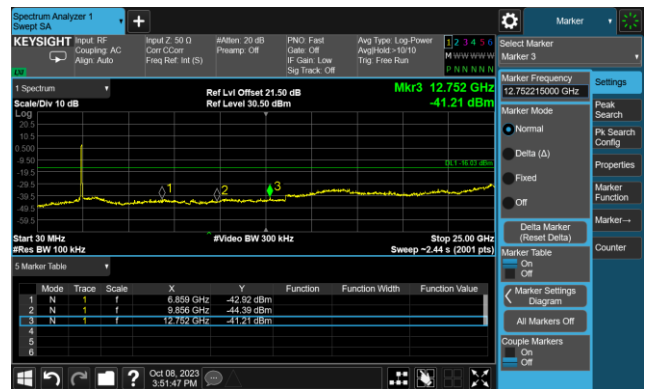 Spectrum Analyzer 1
Swept SA
Marker
KEYSIGHT
Input: RF
Coupling: AC
Align: Auto
Input Z: 50 Ω
Corr CCorr
Freq Ref: Int (S)
#Atten: 20 dB
Preamp: Off
PNO: Fast
Gate: Off
IF Gain: Low
Sig Track: Off
Avg Type: Log-Power
Avg|Hold:>10/10
Trig: Free Run
1 2 3 4 5 6
M W W W W W
P N N N N N
Select Marker
Marker 3
1 Spectrum
Scale/Div 10 dB
Ref Lvl Offset 21.50 dB
Ref Level 30.50 dBm
Mkr3 12.752 GHz
-41.21 dBm
Log
20.5
10.5
0.500
-9.50
-19.5
-29.5
-39.5
-49.5
-59.5
DL1 -16.03 dBm
1
2
3
Start 30 MHz
#Res BW 100 kHz
#Video BW 300 kHz
Stop 25.00 GHz
Sweep ~2.44 s (2001 pts)
5 Marker Table
Mode Trace Scale X Y Function Function Width Function Value
1 N 1 f 6.859 GHz -42.92 dBm
2 N 1 f 9.856 GHz -44.39 dBm
3 N 1 f 12.752 GHz -41.21 dBm
4
5
6
Marker Frequency
12.752215000 GHz
Marker Mode
Normal
Delta (Δ)
Fixed
Off
Delta Marker
(Reset Delta)
Marker Table
On
Off
Marker Settings
Diagram
All Markers Off
Couple Markers
On
Off
Settings
Peak
Search
Pk Search
Config
Properties
Marker
Function
Marker→
Counter
?
Oct 08, 2023
3:51:47 PM